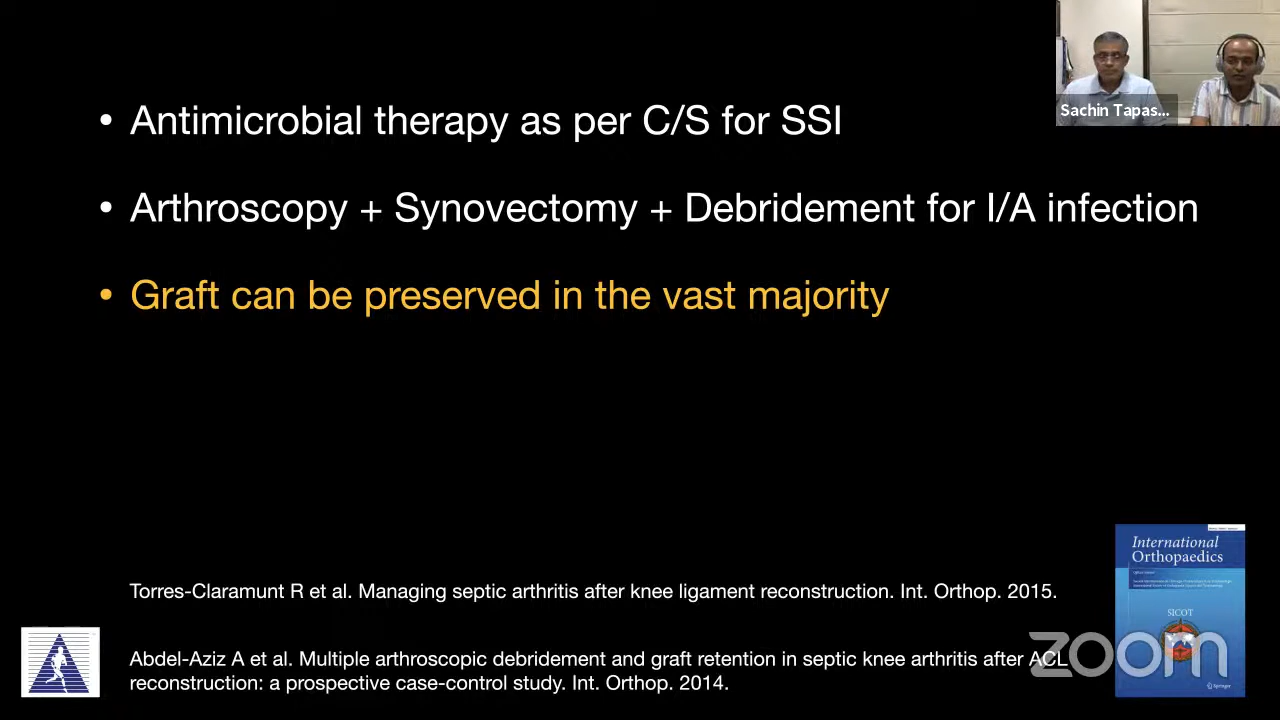 Sachin Tapas...
• Antimicrobial therapy as per C/S for SSI
• Arthroscopy + Synovectomy + Debridement for I/A infection
• Graft can be preserved in the vast majority
International
Orthopaedics
SICOT
Springer
Torres-Claramunt R et al. Managing septic arthritis after knee ligament reconstruction. Int. Orthop. 2015.
Abdel-Aziz A et al. Multiple arthroscopic debridement and graft retention in septic knee arthritis after ACL
reconstruction: a prospective case-control study. Int. Orthop. 2014.
zoom